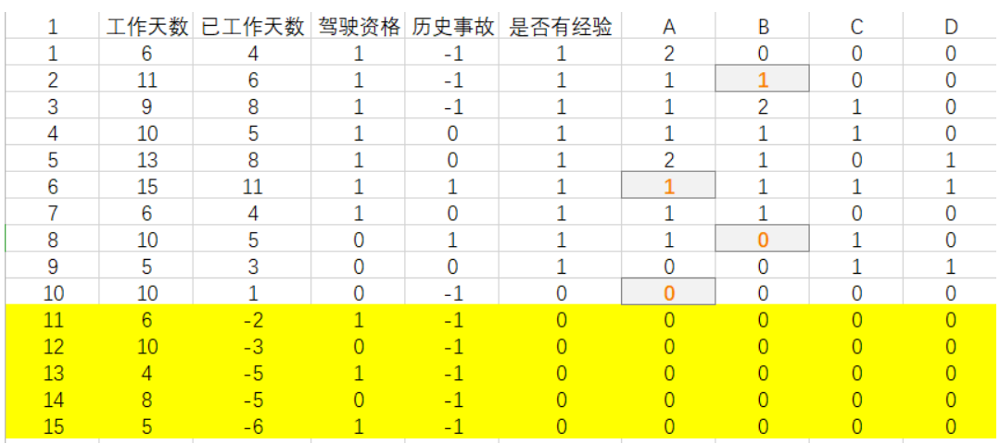 1 工作天数 已工作天数 驾驶资格 历史事故 是否有经验 A B C D
1 6 4 1 -1 1 2 0 0 0
2 11 6 1 -1 1 1 1 0 0
3 9 8 1 -1 1 1 2 1 0
4 10 5 1 0 1 1 1 1 0
5 13 8 1 0 1 2 1 0 1
6 15 11 1 1 1 1 1 1 1
7 6 4 1 0 1 1 1 0 0
8 10 5 0 1 1 1 0 1 0
9 5 3 0 0 1 0 0 1 1
10 10 1 0 -1 0 0 0 0 0
11 6 -2 1 -1 0 0 0 0 0
12 10 -3 0 -1 0 0 0 0 0
13 4 -5 1 -1 0 0 0 0 0
14 8 -5 0 -1 0 0 0 0 0
15 5 -6 1 -1 0 0 0 0 0